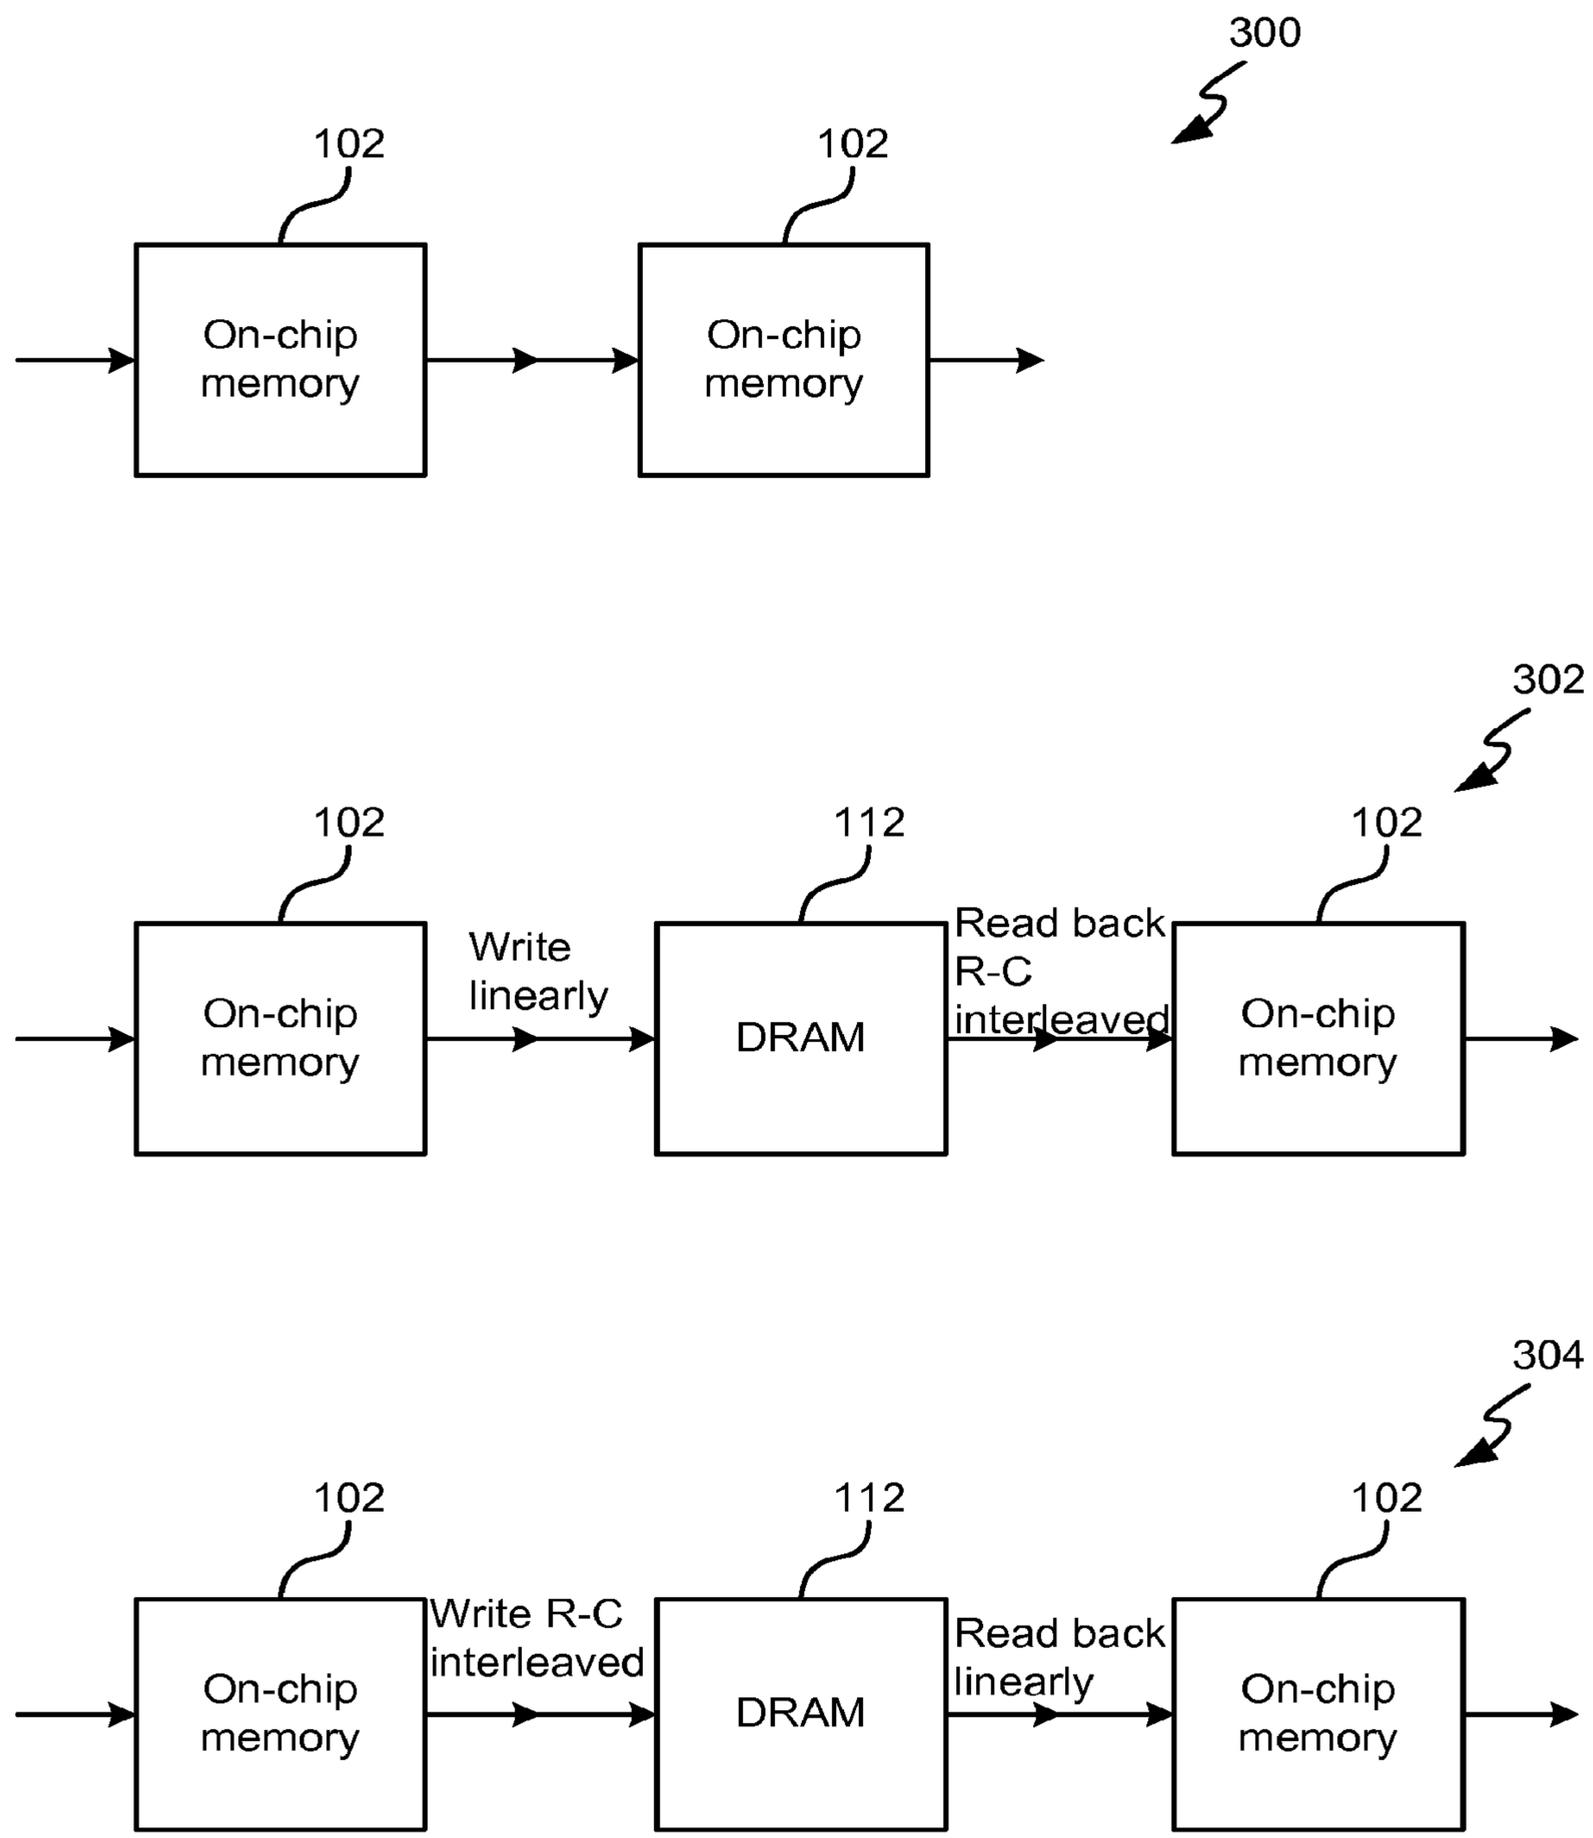 300
102
102
On-chip
memory
On-chip
memory
302
102
112
102
Write
linearly
Read back
R-C
interleaved
On-chip
memory
DRAM
On-chip
memory
304
102
112
102
Write R-C
interleaved
Read back
linearly
On-chip
memory
DRAM
On-chip
memory